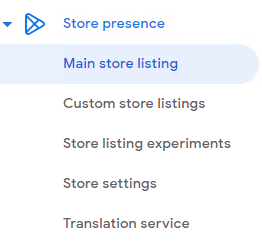 Store presence
Main store listing
Custom store listings
Store listing experiments
Store settings
Translation service